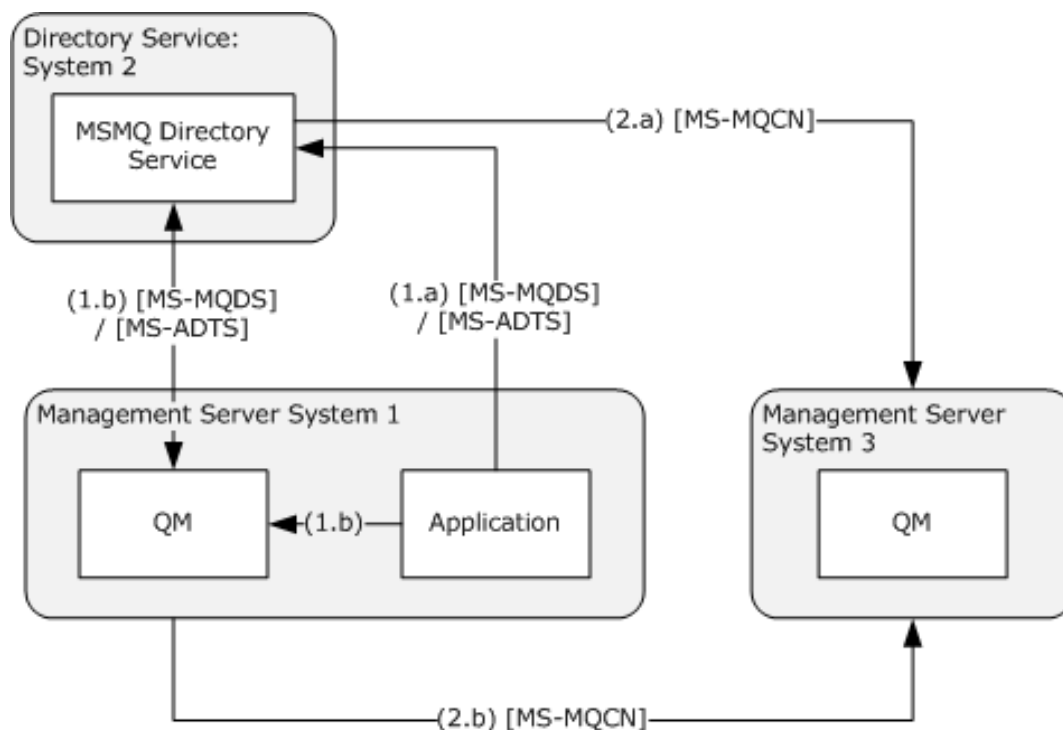 Directory Service:
System 2
MSMQ Directory
Service
(2.a) [MS-MQCN]
(1.b) [MS-MQDS]
/ [MS-ADTS]
(1.a) [MS-MQDS]
/ [MS-ADTS]
Management Server System 1
QM
(1.b)
Application
Management Server
System 3
QM
(2.b) [MS-MQCN]